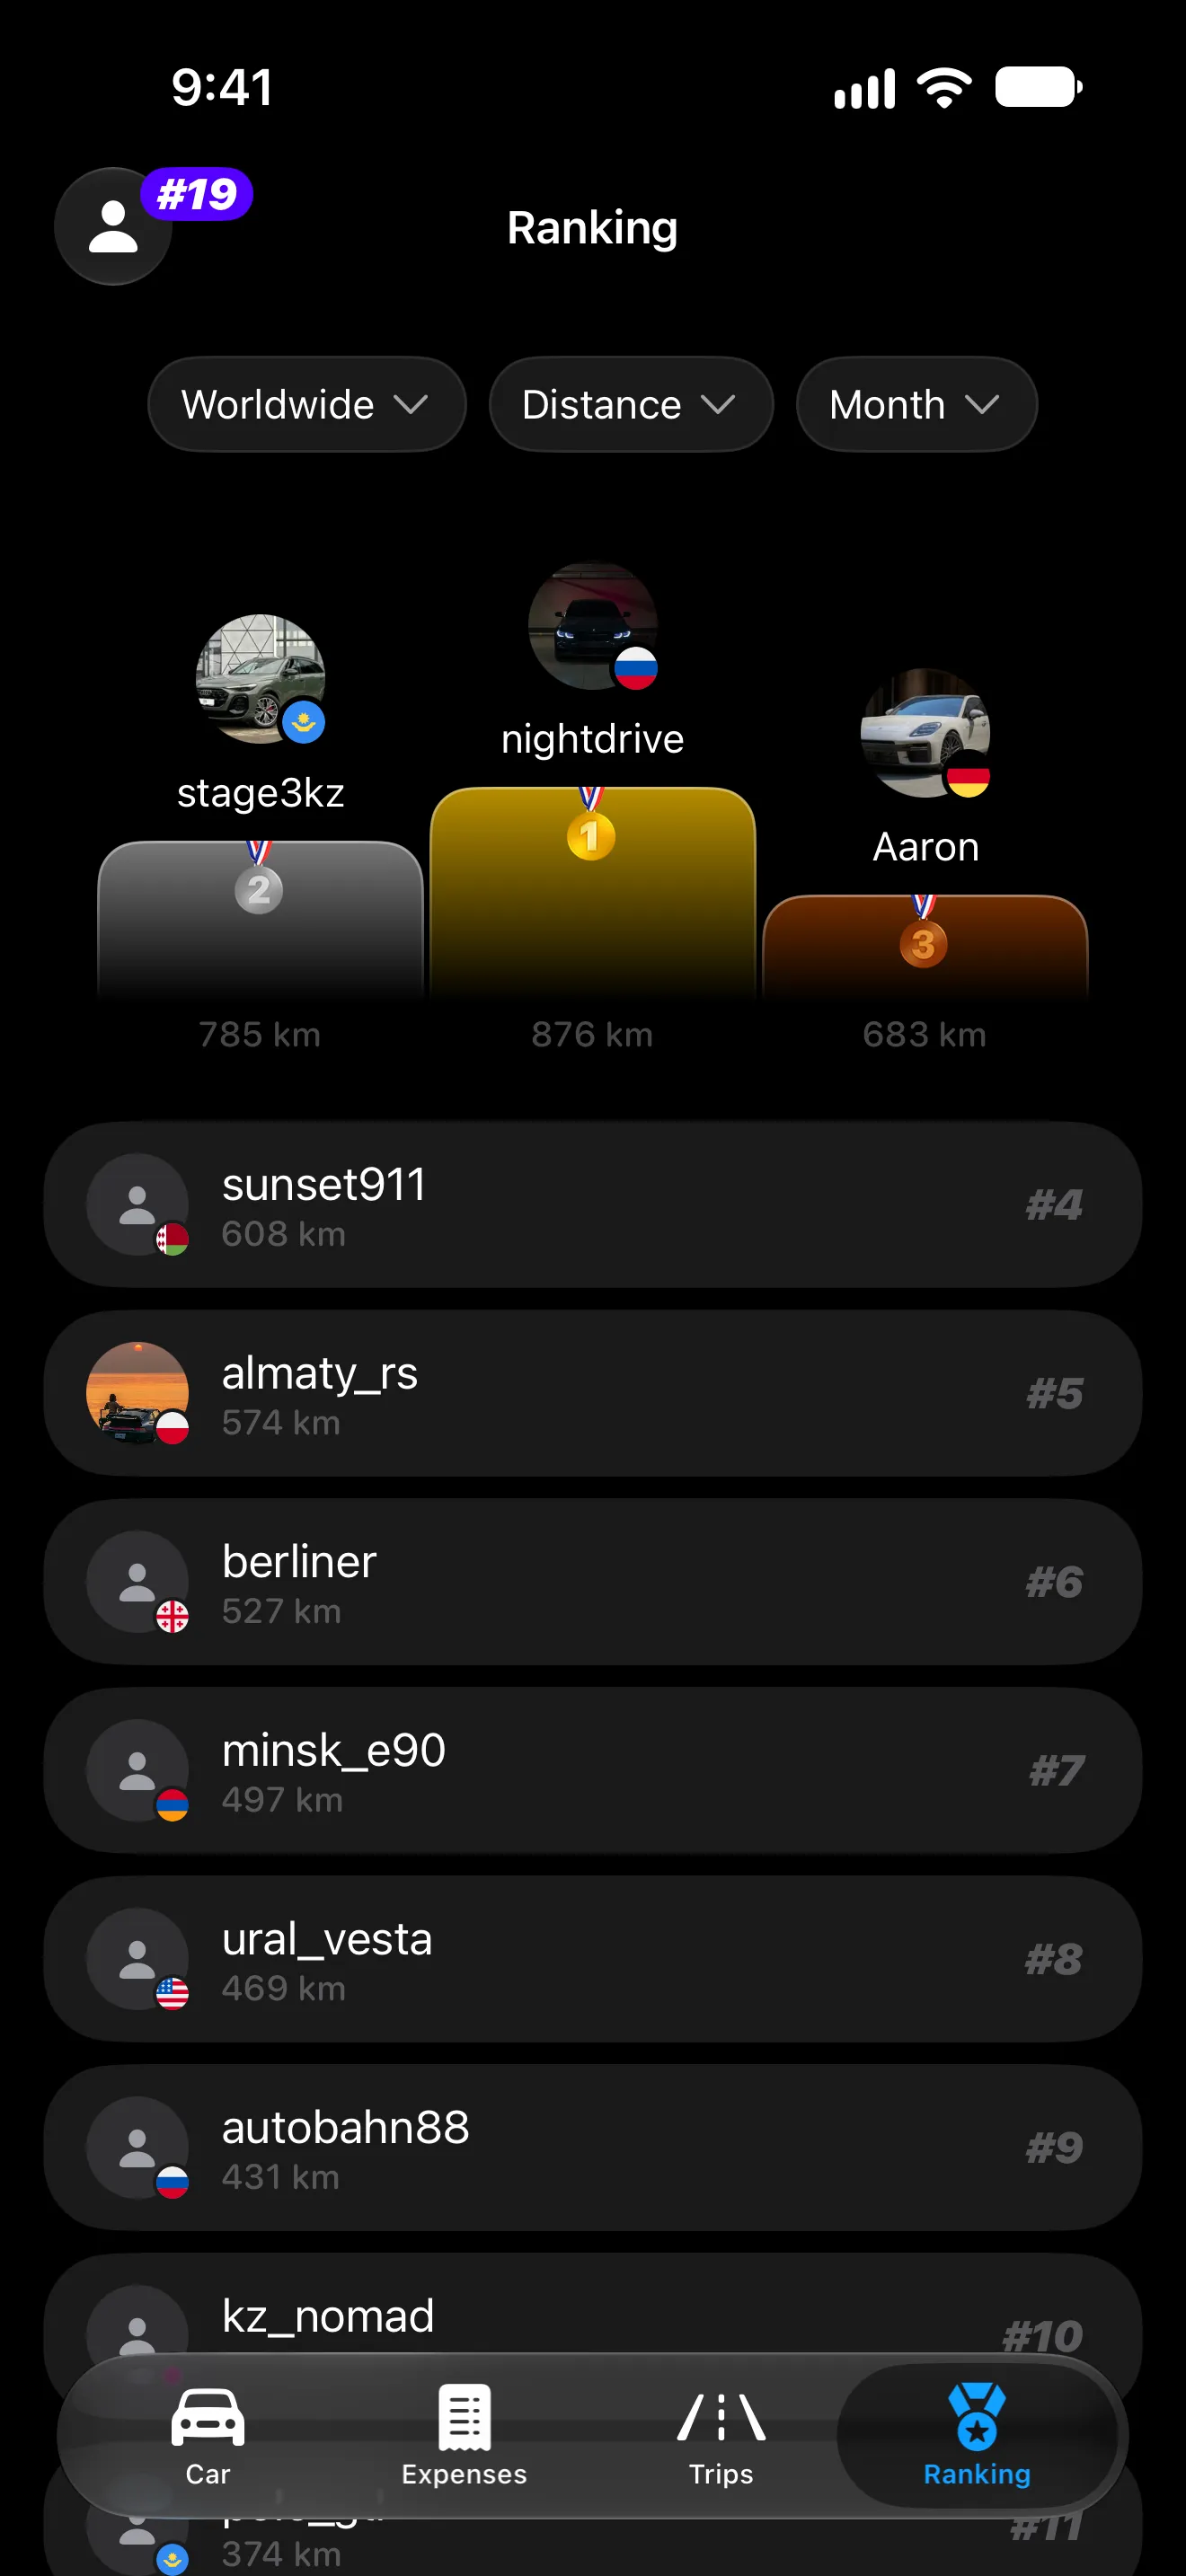 9:41
#19
Ranking
Worldwide
Distance
Month
nightdrive
stage3kz
Aaron
1
2
3
785 km
876 km
683 km
sunset911
608 km
#4
almaty_rs
574 km
#5
berliner
527 km
#6
minsk_e90
497 km
#7
ural_vesta
469 km
#8
autobahn88
431 km
#9
kz_nomad
#10
Car
Expenses
Trips
Ranking
#11
374 km